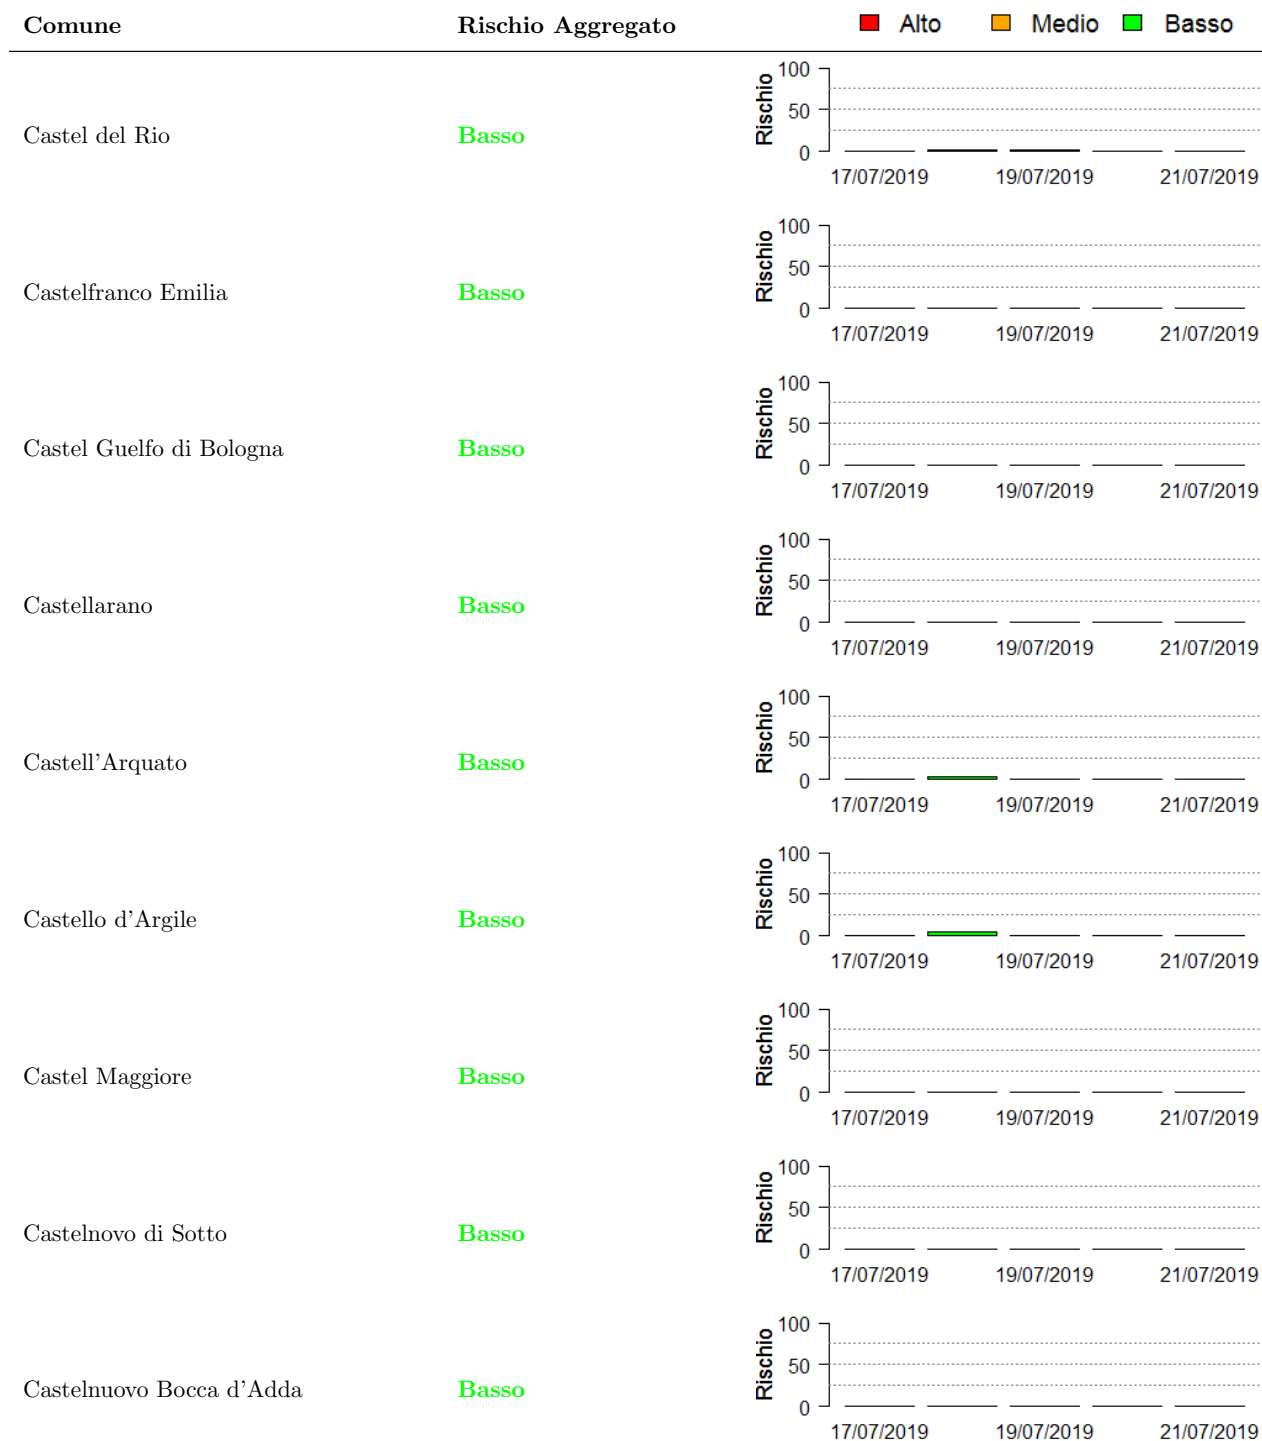 Comune Rischio Aggregato Alto Medio Basso
Castel del Rio Basso
Rischio
100
50
0
17/07/2019 19/07/2019 21/07/2019
Castelfranco Emilia Basso
Rischio
100
50
0
17/07/2019 19/07/2019 21/07/2019
Castel Guelfo di Bologna Basso
Rischio
100
50
0
17/07/2019 19/07/2019 21/07/2019
Castellarano Basso
Rischio
100
50
0
17/07/2019 19/07/2019 21/07/2019
Castell'Arquato Basso
Rischio
100
50
0
17/07/2019 19/07/2019 21/07/2019
Castello d'Argile Basso
Rischio
100
50
0
17/07/2019 19/07/2019 21/07/2019
Castel Maggiore Basso
Rischio
100
50
0
17/07/2019 19/07/2019 21/07/2019
Castelnovo di Sotto Basso
Rischio
100
50
0
17/07/2019 19/07/2019 21/07/2019
Castelnuovo Bocca d'Adda Basso
Rischio
100
50
0
17/07/2019 19/07/2019 21/07/2019